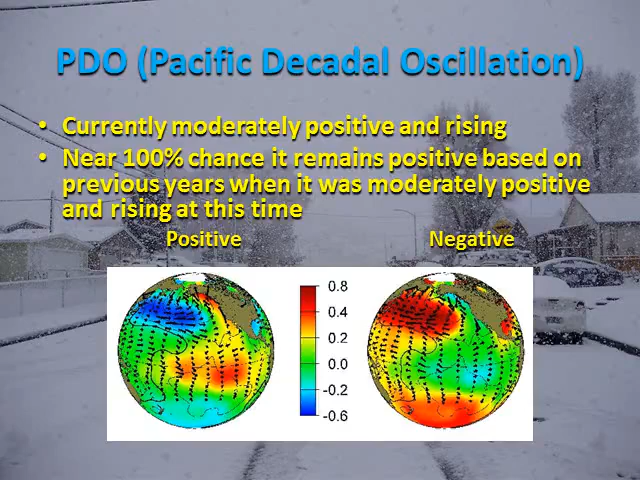 PDO (Pacific Decadal Oscillation)
• Currently moderately positive and rising
• Near 100% chance it remains positive based on
previous years when it was moderately positive
and rising at this time
Positive Negative
0.8
0.4
0.2
0.0
-0.2
-0.6